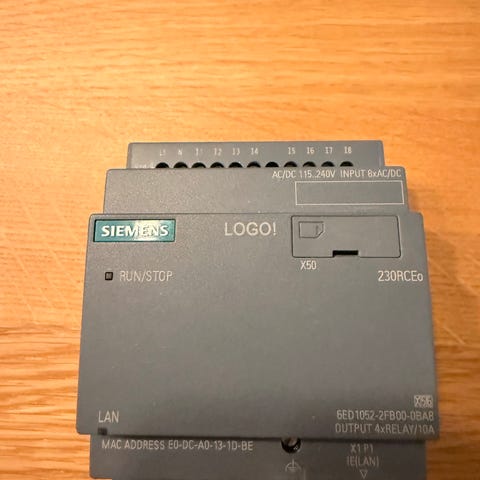 L1 N I1 I2 I3 I4 I5 I6 I7 I8
AC/DC 115..240V INPUT 8xAC/DC
SIEMENS LOGO!
X50
RUN/STOP 230RCEo
LAN 6ED1052-2FB00-0BA8
OUTPUT 4xRELAY/10A
MAC ADDRESS E0-DC-A0-13-1D-BE X1 P1
IE(LAN)